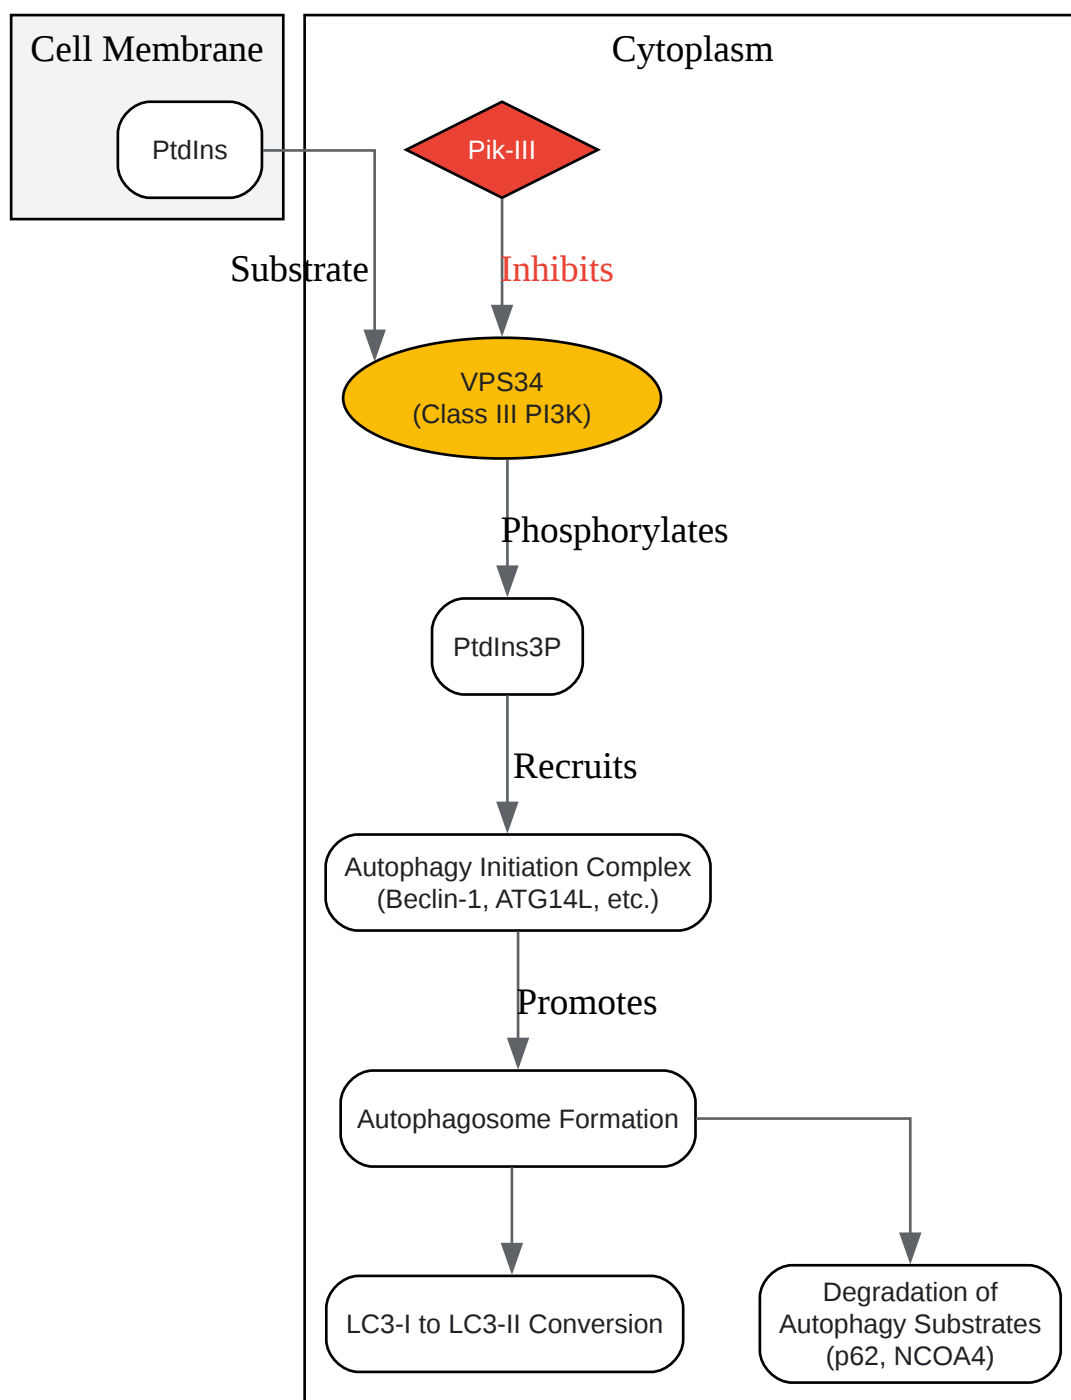 Cell Membrane
Cytoplasm
PtdIns
Pik-III
Substrate
Inhibits
VPS34
(Class III PI3K)
Phosphorylates
PtdIns3P
Recruits
Autophagy Initiation Complex
(Beclin-1, ATG14L, etc.)
Promotes
Autophagosome Formation
LC3-I to LC3-II Conversion
Degradation of
Autophagy Substrates
(p62, NCOA4)